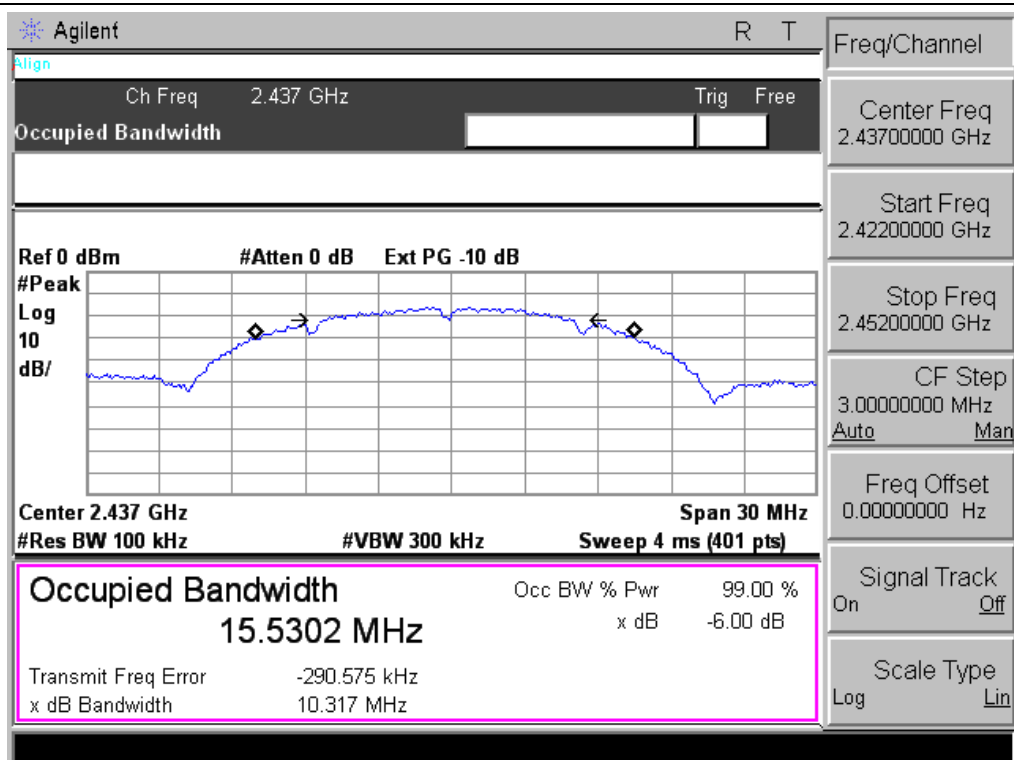 Agilent R T
Align
Ch Freq 2.437 GHz Trig Free
Occupied Bandwidth
Ref 0 dBm #Atten 0 dB Ext PG -10 dB
#Peak
Log
10
dB/
Center 2.437 GHz Span 30 MHz
#Res BW 100 kHz #VBW 300 kHz Sweep 4 ms (401 pts)
Occupied Bandwidth Occ BW % Pwr 99.00 %
15.5302 MHz x dB -6.00 dB
Transmit Freq Error -290.575 kHz
x dB Bandwidth 10.317 MHz
Freq/Channel
Center Freq
2.43700000 GHz
Start Freq
2.42200000 GHz
Stop Freq
2.45200000 GHz
CF Step
3.00000000 MHz
Auto Man
Freq Offset
0.00000000 Hz
Signal Track
On Off
Scale Type
Log Lin